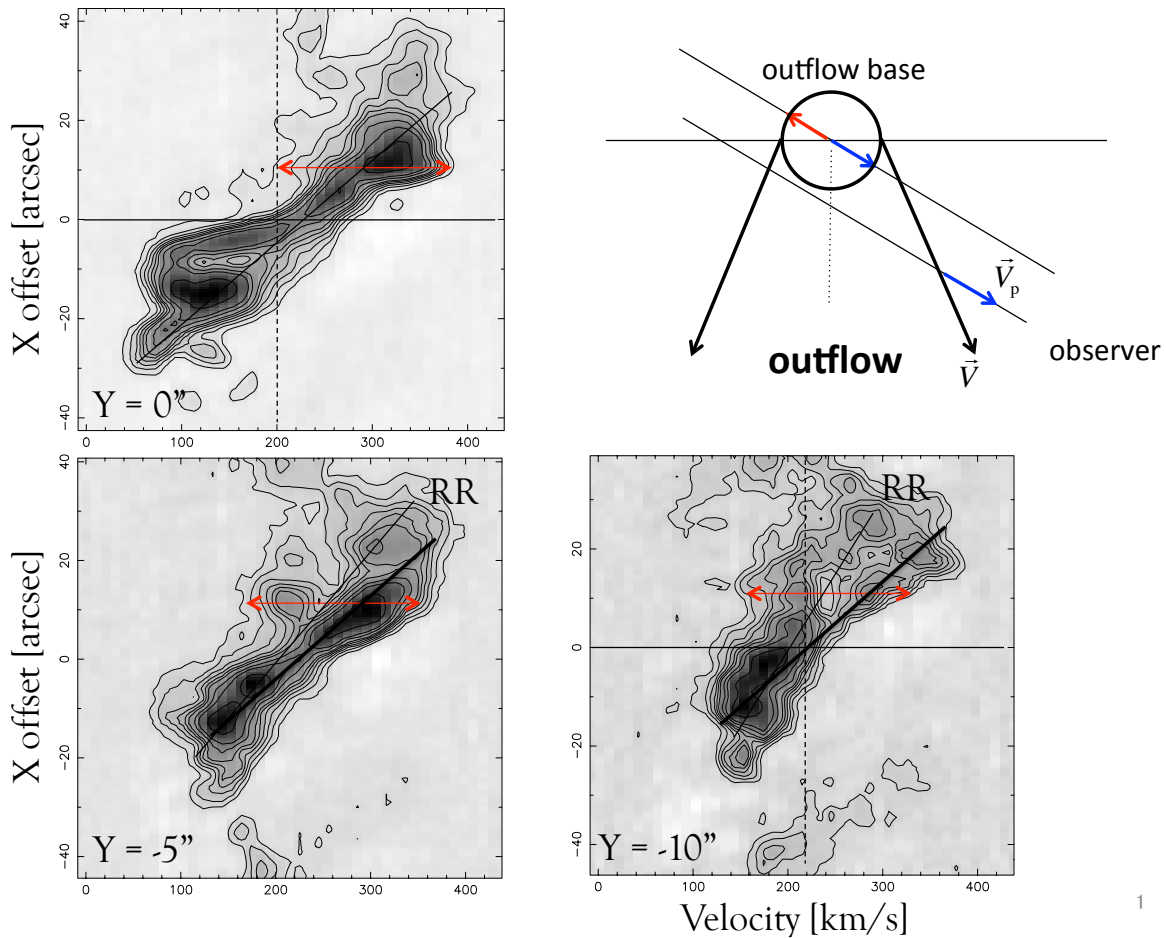 40
20
0
-20
-40
X offset [arcsec]
Y = 0”
0 100 200 300 400
outflow base
V⃗p
observer
outflow
V⃗
40
20
0
-20
-40
X offset [arcsec]
RR
Y = -5”
0 100 200 300 400
20
0
-20
-40
RR
Y = -10”
0 100 200 300 400
Velocity [km/s]
1